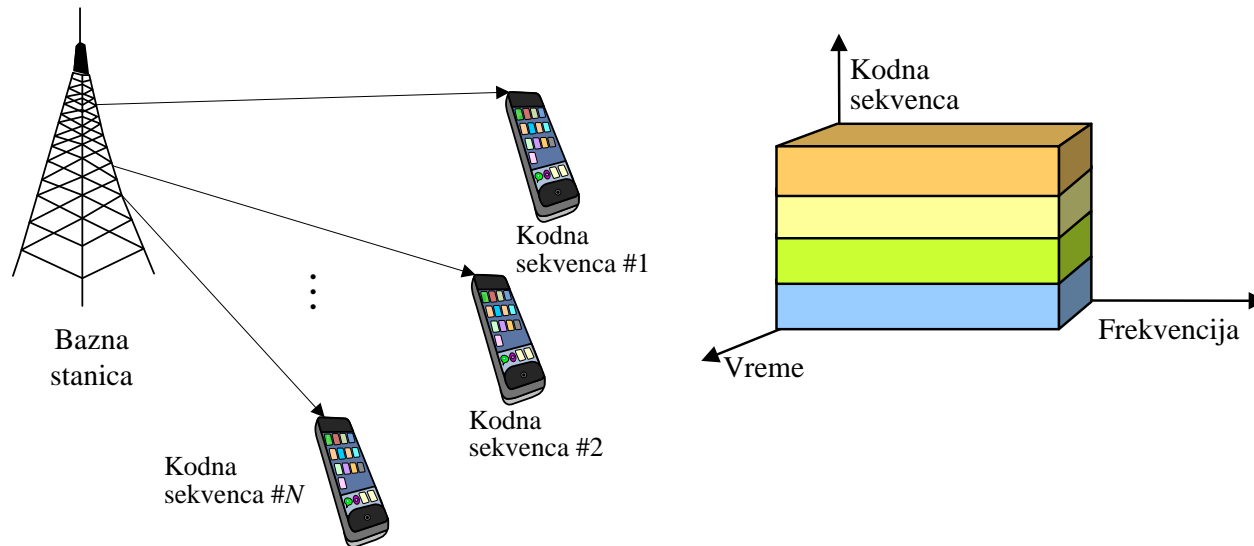 Kodna
sekvenca #1
Kodna
sekvenca #2
Kodna
sekvenca #N
Bazna
stanica
Kodna
sekvenca
Frekvencija
Vreme